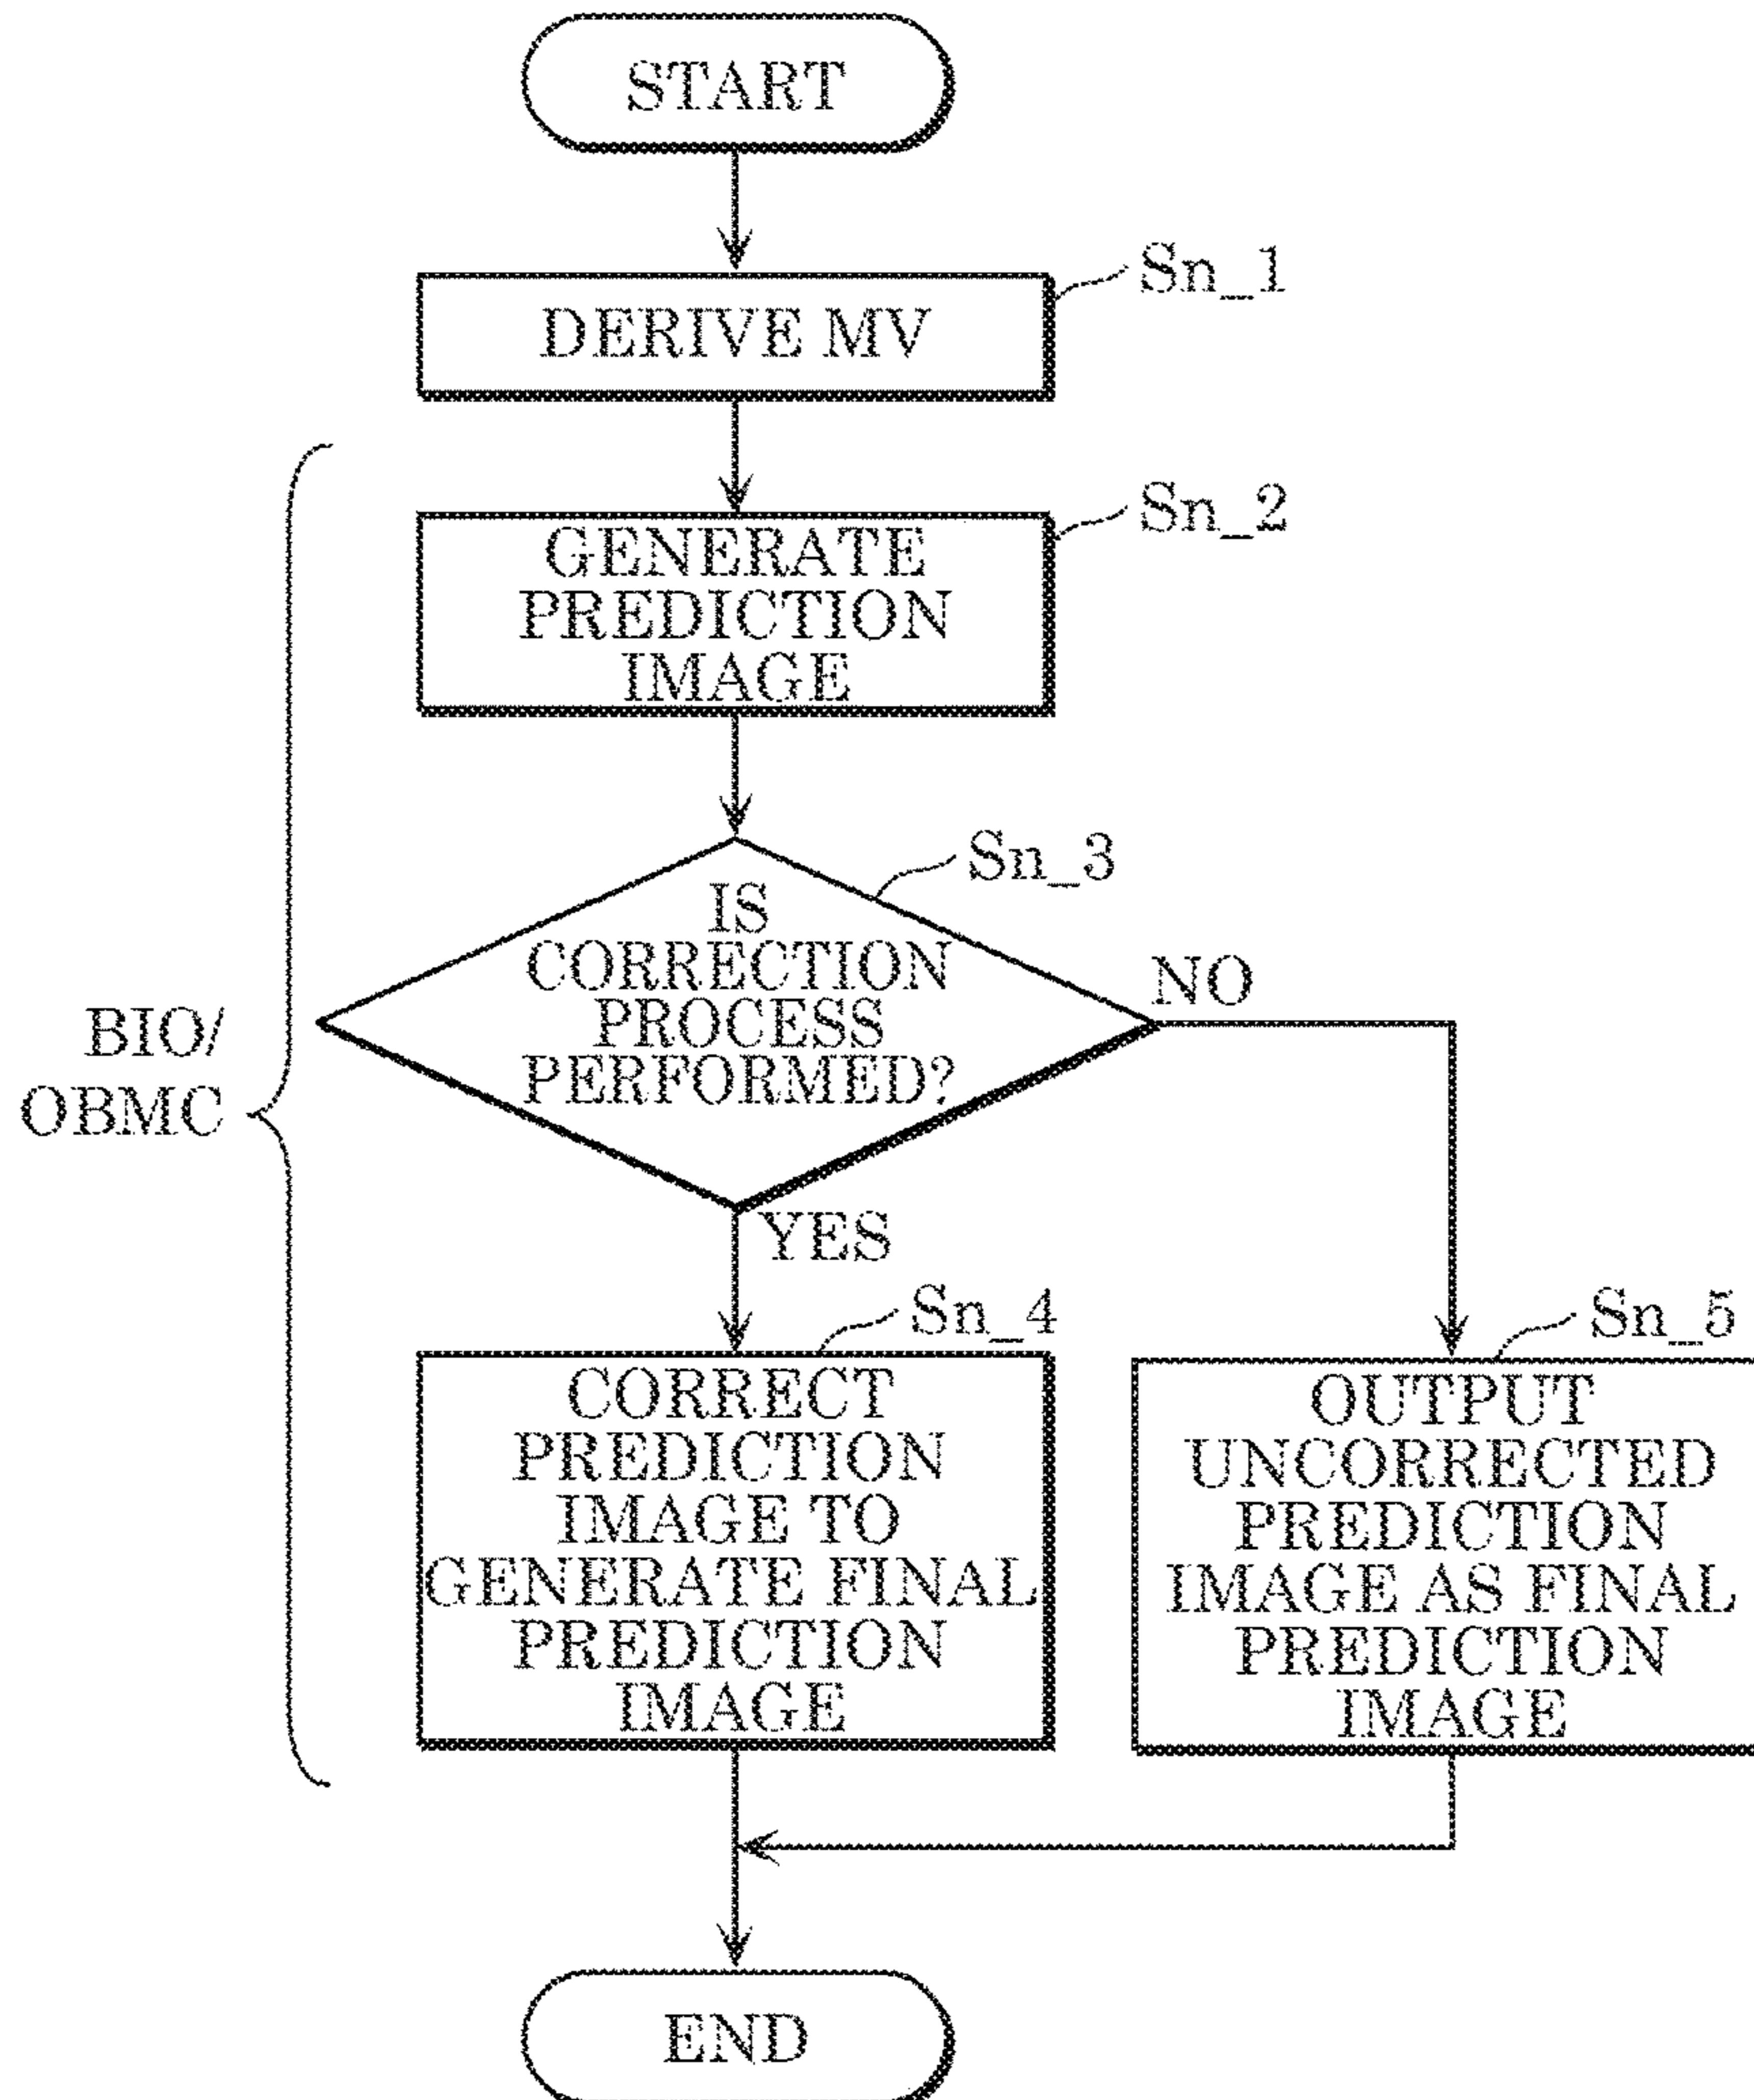 START
Sn_1
DERIVE MV
Sn_2
GENERATE
PREDICTION
IMAGE
Sn_3
IS
CORRECTION
PROCESS
PERFORMED?
NO
BIO/
OBMC
YES
Sn_4
CORRECT
PREDICTION
IMAGE TO
GENERATE FINAL
PREDICTION
IMAGE
Sn_5
OUTPUT
UNCORRECTED
PREDICTION
IMAGE AS FINAL
PREDICTION
IMAGE
END